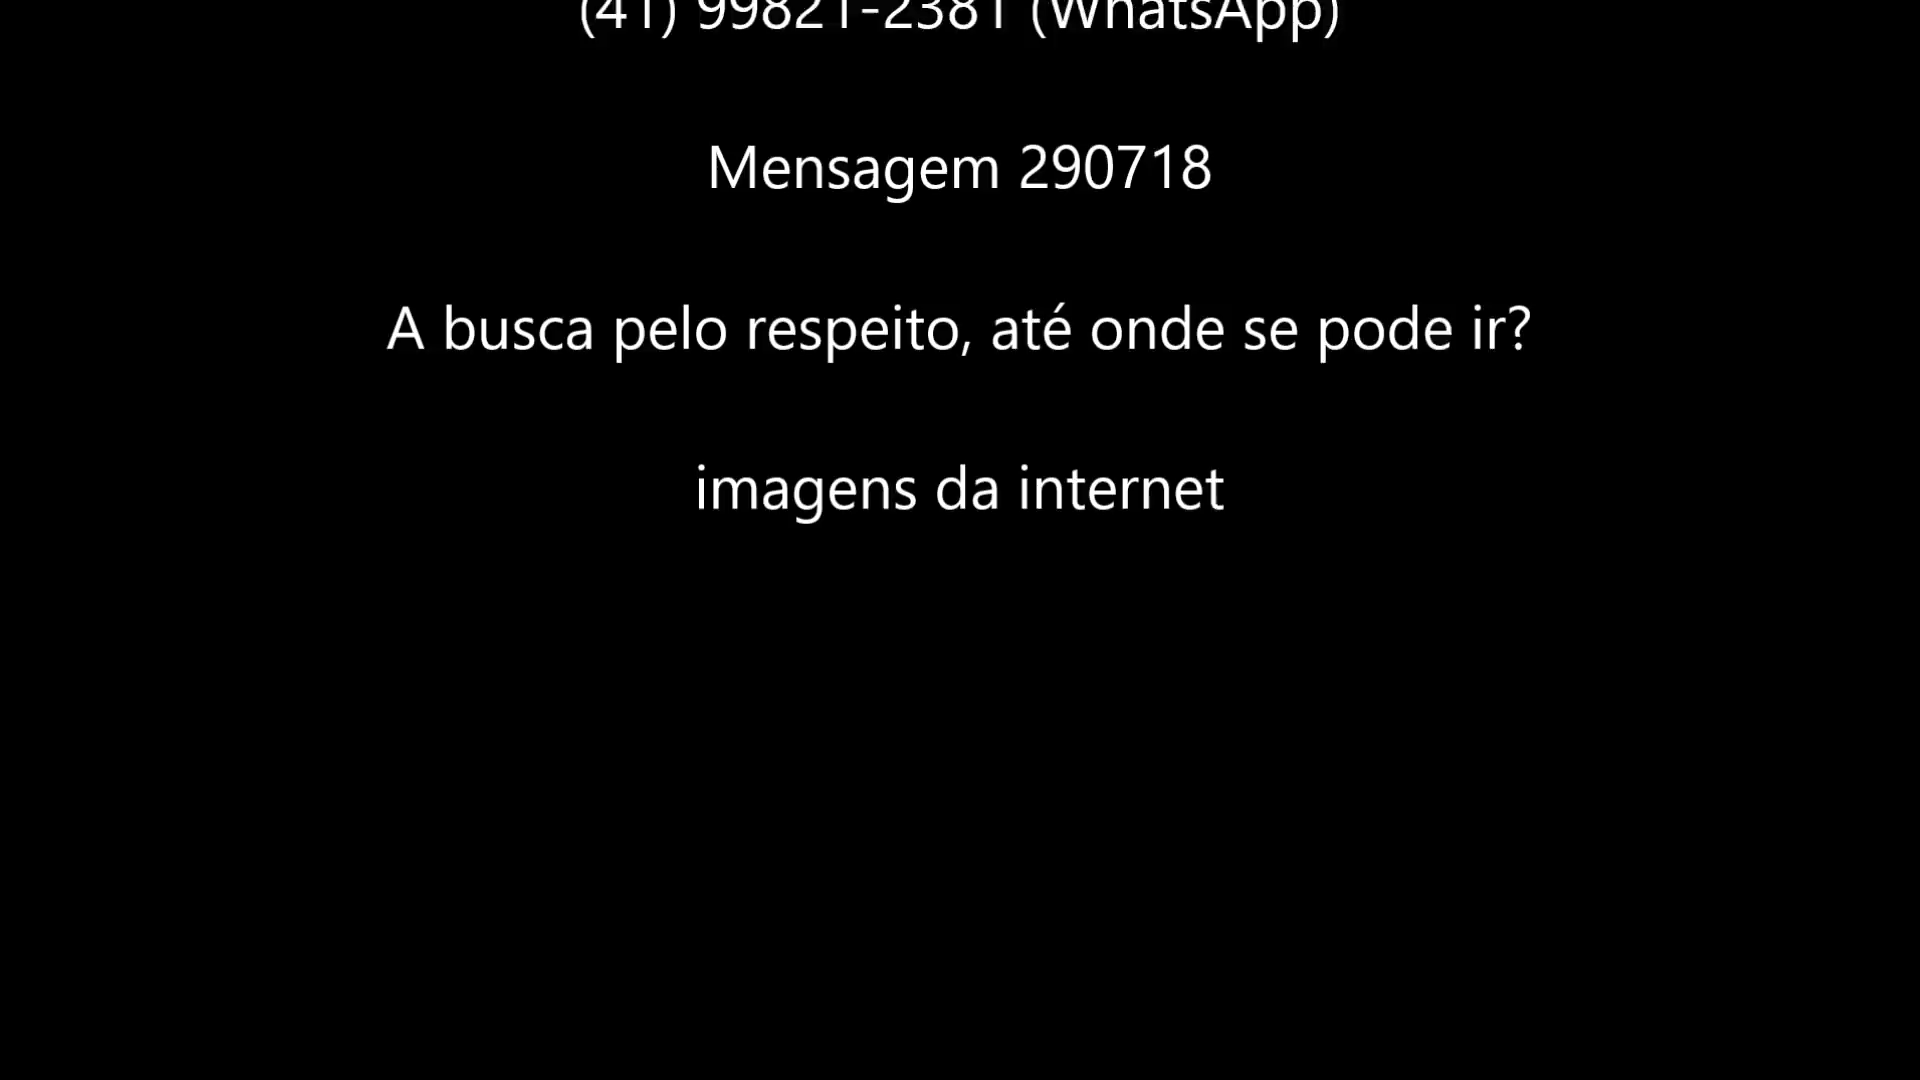 (41) 99821-2381 (WhatsApp)
Mensagem 290718
A busca pelo respeito, até onde se pode ir?
imagens da internet